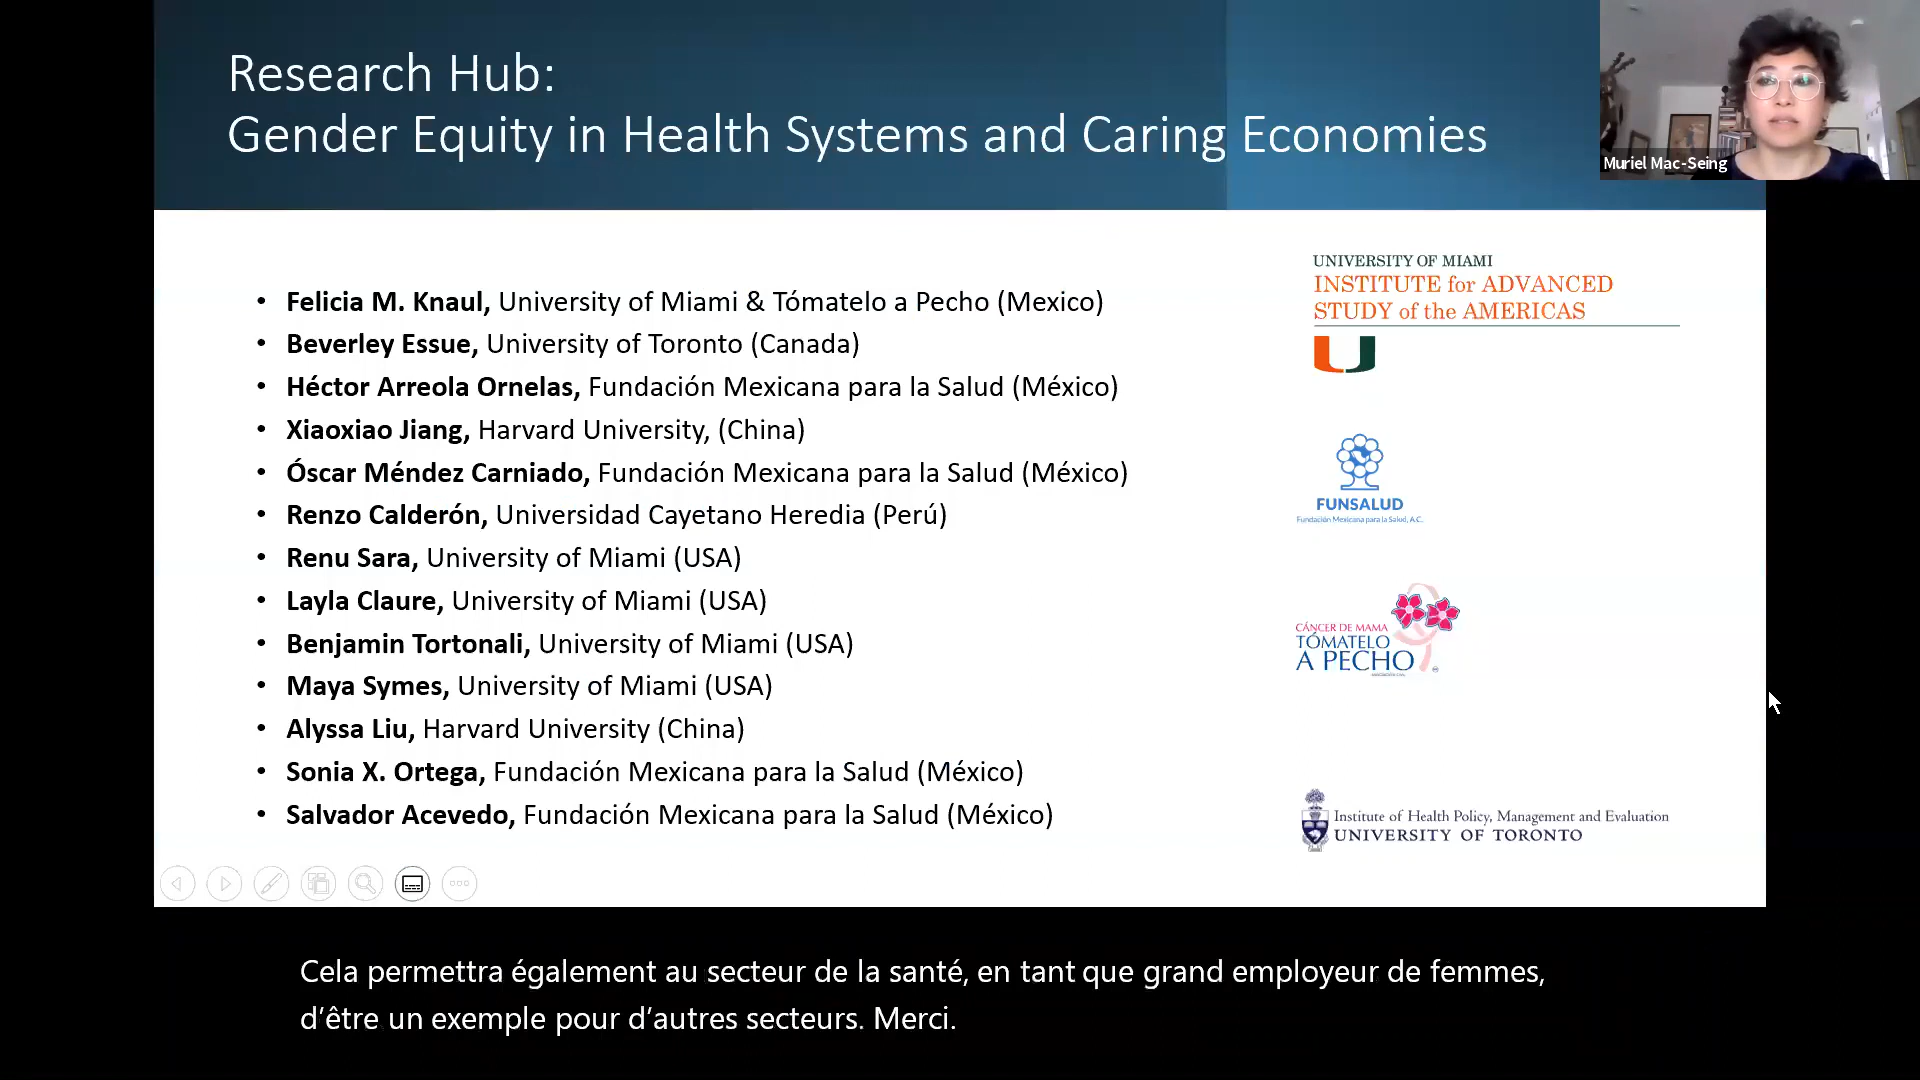 Research Hub:
Gender Equity in Health Systems and Caring Economies
Muriel Mac-Seing
• Felicia M. Knaul, University of Miami & Tómatelo a Pecho (Mexico)
• Beverley Essue, University of Toronto (Canada)
• Héctor Arreola Ornelas, Fundación Mexicana para la Salud (México)
• Xiaoxiao Jiang, Harvard University, (China)
• Óscar Méndez Carniado, Fundación Mexicana para la Salud (México)
• Renzo Calderón, Universidad Cayetano Heredia (Perú)
• Renu Sara, University of Miami (USA)
• Layla Claure, University of Miami (USA)
• Benjamin Tortonali, University of Miami (USA)
• Maya Symes, University of Miami (USA)
• Alyssa Liu, Harvard University (China)
• Sonia X. Ortega, Fundación Mexicana para la Salud (México)
• Salvador Acevedo, Fundación Mexicana para la Salud (México)
UNIVERSITY OF MIAMI
INSTITUTE for ADVANCED
STUDY of the AMERICAS
FUNSALUD
Fundación Mexicana para la Salud, A.C.
CÁNCER DE MAMA
TÓMATELO
A PECHO
Institute of Health Policy, Management and Evaluation
UNIVERSITY OF TORONTO
Cela permettra également au secteur de la santé, en tant que grand employeur de femmes,
d’être un exemple pour d’autres secteurs. Merci.